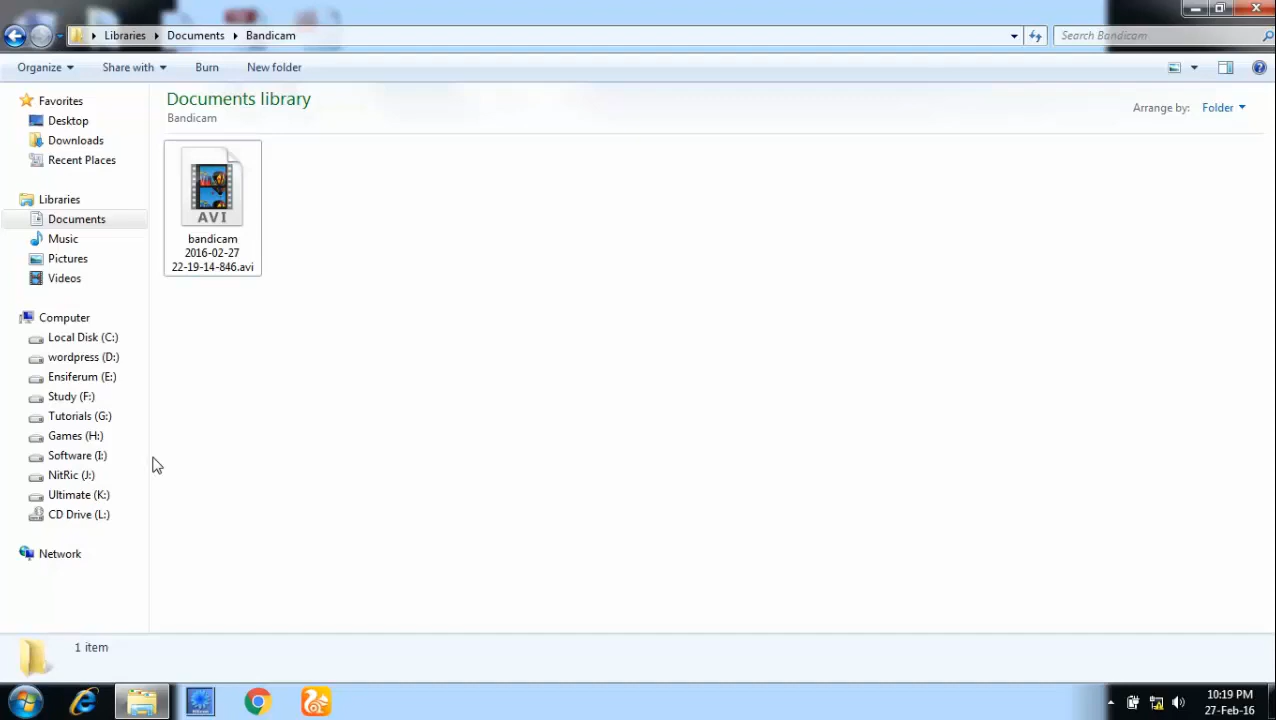 Libraries Documents Bandicam
Search Bandicam
Organize Share with Burn New folder
Favorites
Desktop
Downloads
Recent Places
Libraries
Documents
Music
Pictures
Videos
Computer
Local Disk (C:)
wordpress (D:)
Ensiferum (E:)
Study (F:)
Tutorials (G:)
Games (H:)
Software (I:)
NitRic (J:)
Ultimate (K:)
CD Drive (L:)
Network
Documents library
Bandicam
Arrange by: Folder
AVI
bandicam
2016-02-27
22-19-14-846.avi
1 item
10:19 PM
27-Feb-16